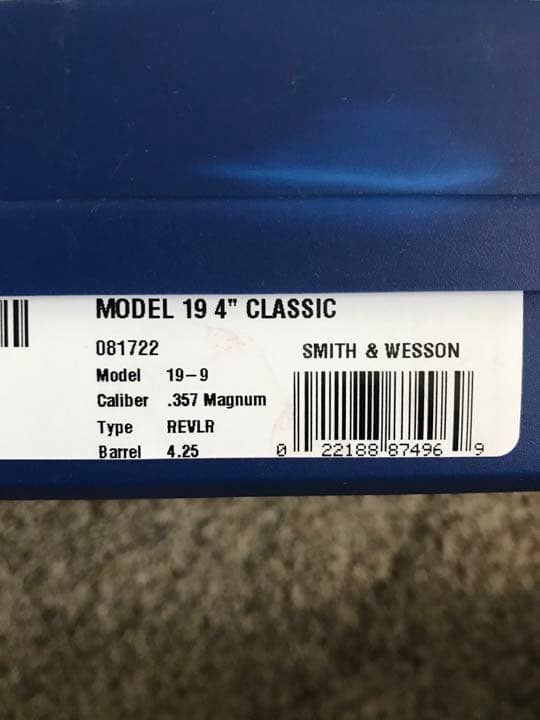 MODEL 19 4" CLASSIC
081722
SMITH & WESSON
Model 19-9
Caliber .357 Magnum
Type REVLR
Barrel 4.25
0 22188 87496 9